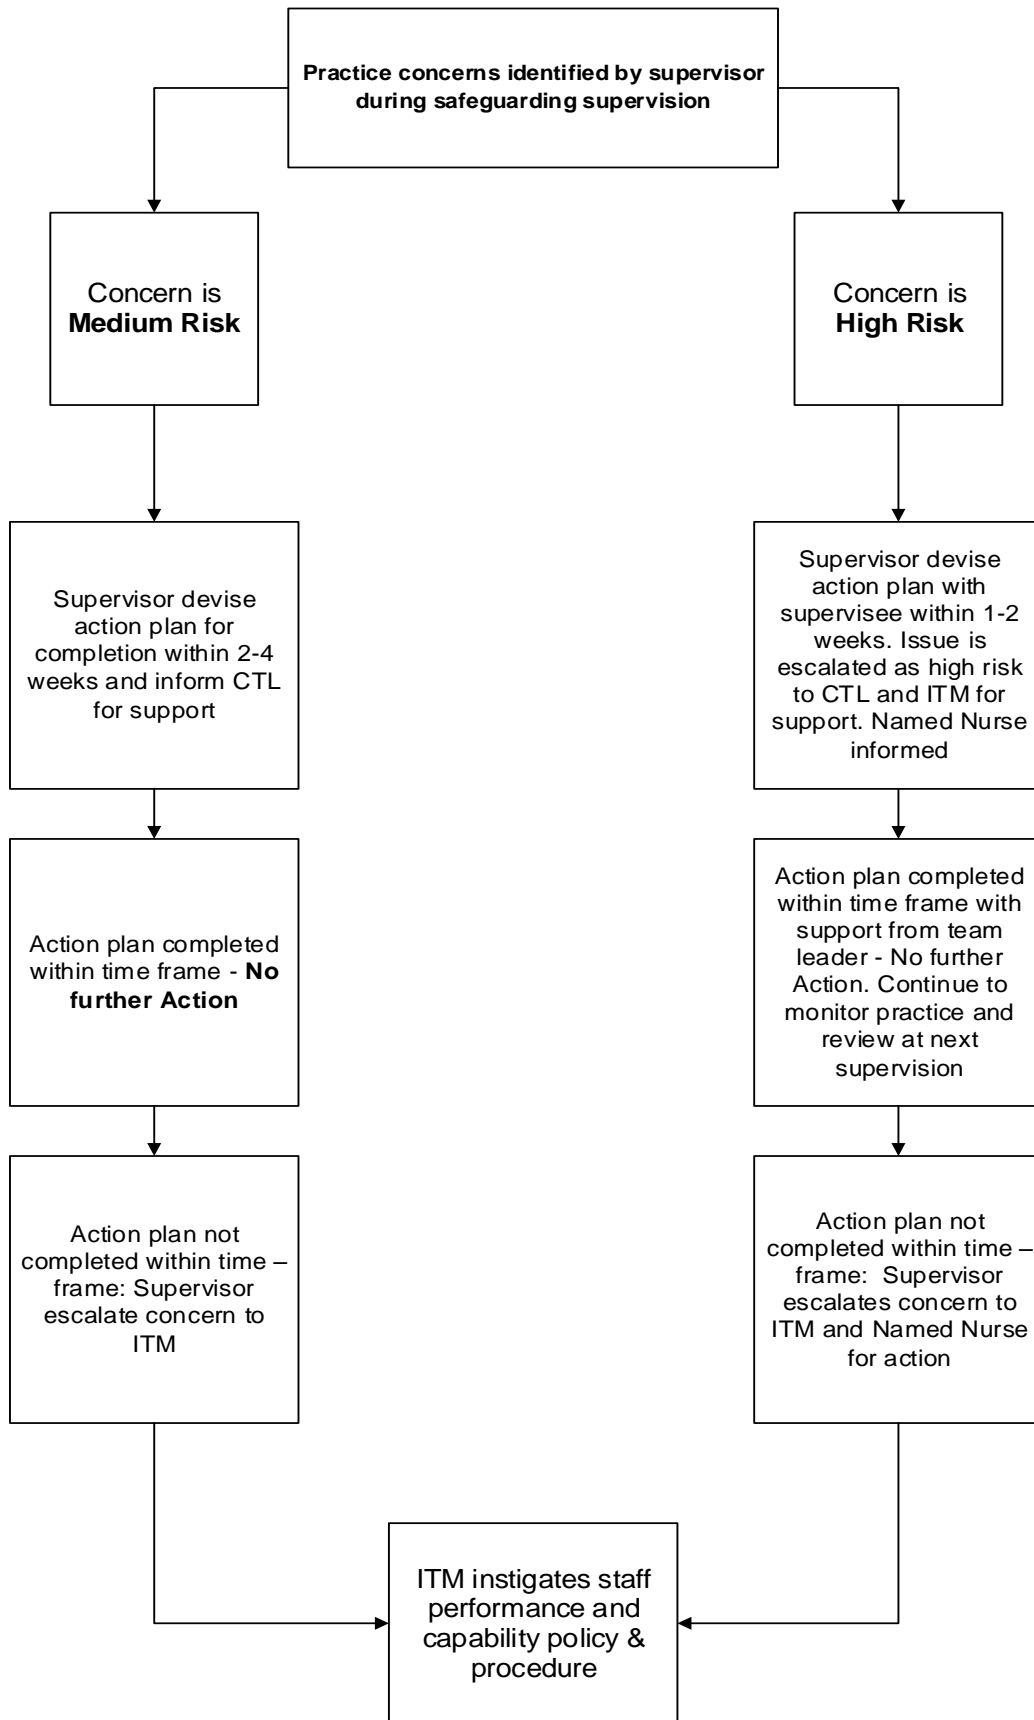 Practice concerns identified by supervisor
during safeguarding supervision
Concern is
Medium Risk
Concern is
High Risk
Supervisor devise
action plan for
completion within 2-4
weeks and inform CTL
for support
Supervisor devise
action plan with
supervisee within 1-2
weeks. Issue is
escalated as high risk
to CTL and ITM for
support. Named Nurse
informed
Action plan completed
within time frame - No
further Action
Action plan completed
within time frame with
support from team
leader - No further
Action. Continue to
monitor practice and
review at next
supervision
Action plan not
completed within time –
frame: Supervisor
escalate concern to
ITM
Action plan not
completed within time –
frame:  Supervisor
escalates concern to
ITM and Named Nurse
for action
ITM instigates staff
performance and
capability policy &
procedure